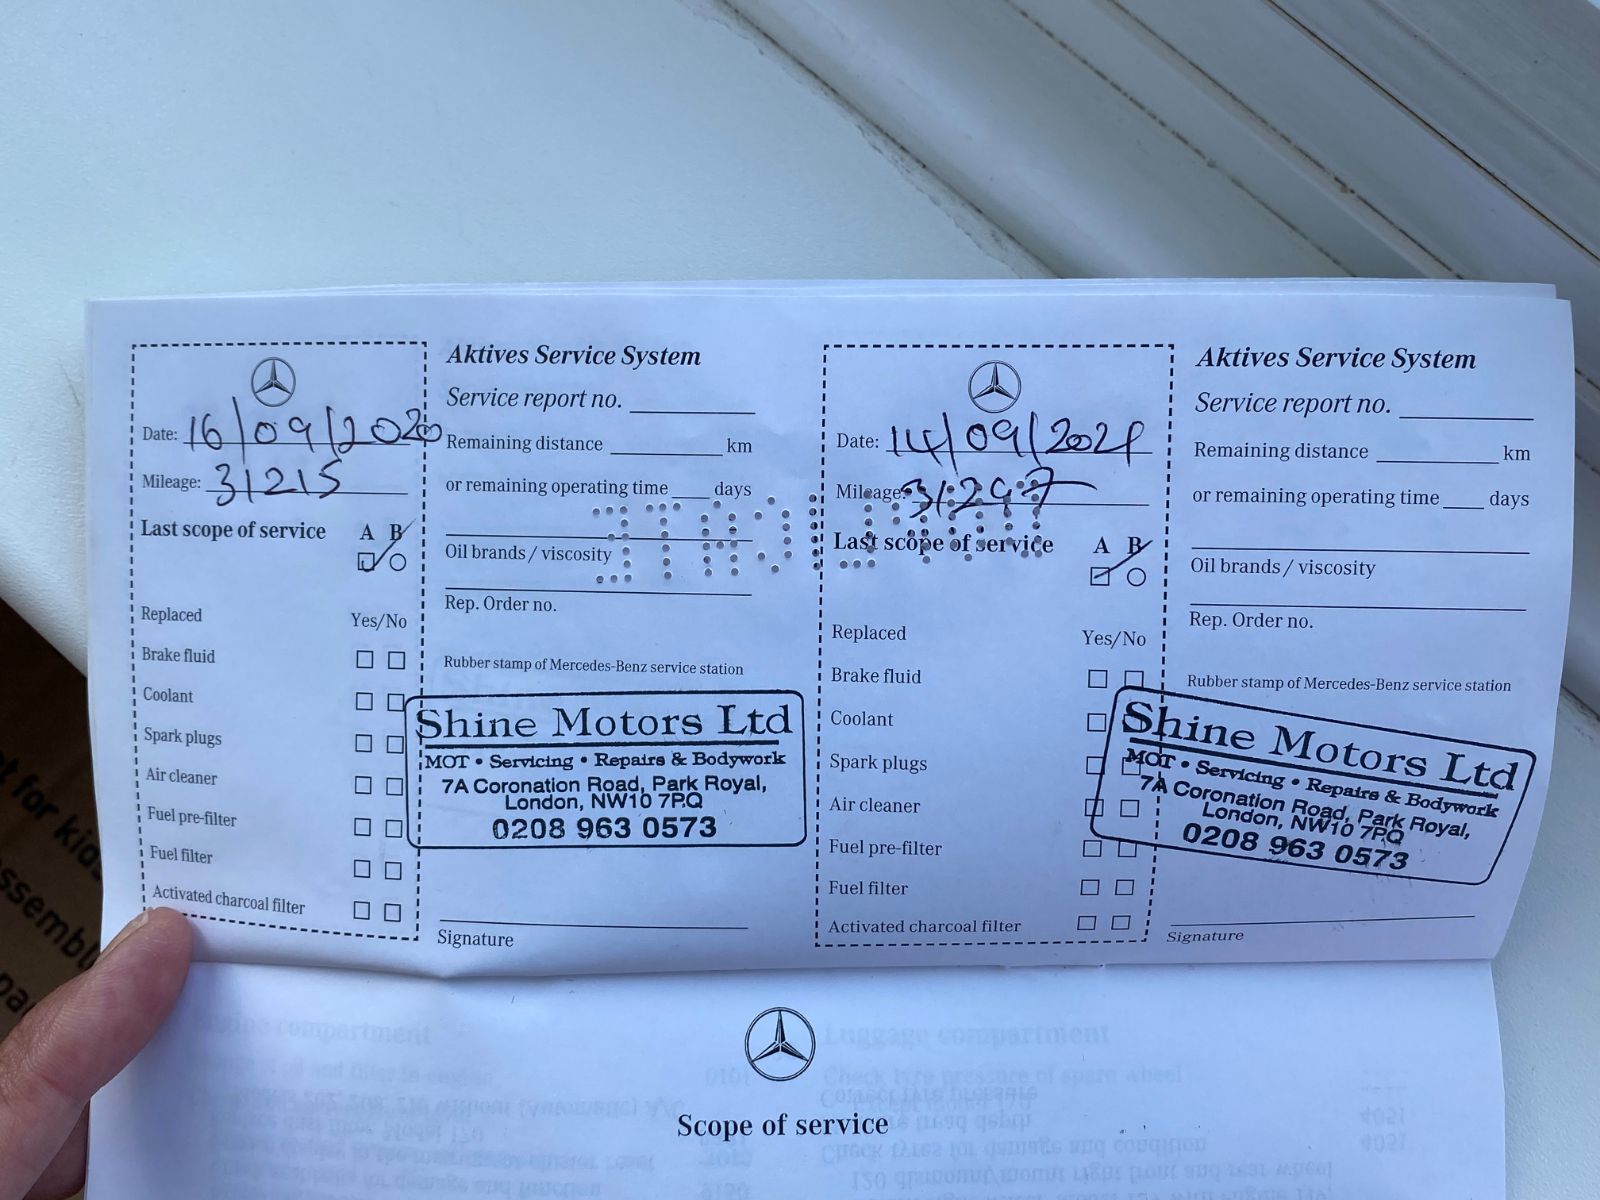 Date: 16/09/2020
Mileage: 31215
Last scope of service A B
Replaced Yes/No
Brake fluid
Coolant
Spark plugs
Air cleaner
Fuel pre-filter
Fuel filter
Activated charcoal filter
Aktives Service System
Service report no.
Remaining distance km
or remaining operating time days
Oil brands / viscosity
Rep. Order no.
Rubber stamp of Mercedes-Benz service station
Shine Motors Ltd
MOT • Servicing • Repairs & Bodywork
7A Coronation Road, Park Royal,
London, NW10 7PQ
0208 963 0573
Signature
Date: 14/09/2021
Mileage: 31297
Last scope of service A B
Replaced Yes/No
Brake fluid
Coolant
Spark plugs
Air cleaner
Fuel pre-filter
Fuel filter
Activated charcoal filter
Aktives Service System
Service report no.
Remaining distance km
or remaining operating time days
Oil brands / viscosity
Rep. Order no.
Rubber stamp of Mercedes-Benz service station
Shine Motors Ltd
MOT • Servicing • Repairs & Bodywork
7A Coronation Road, Park Royal,
London, NW10 7PQ
0208 963 0573
Signature
Scope of service